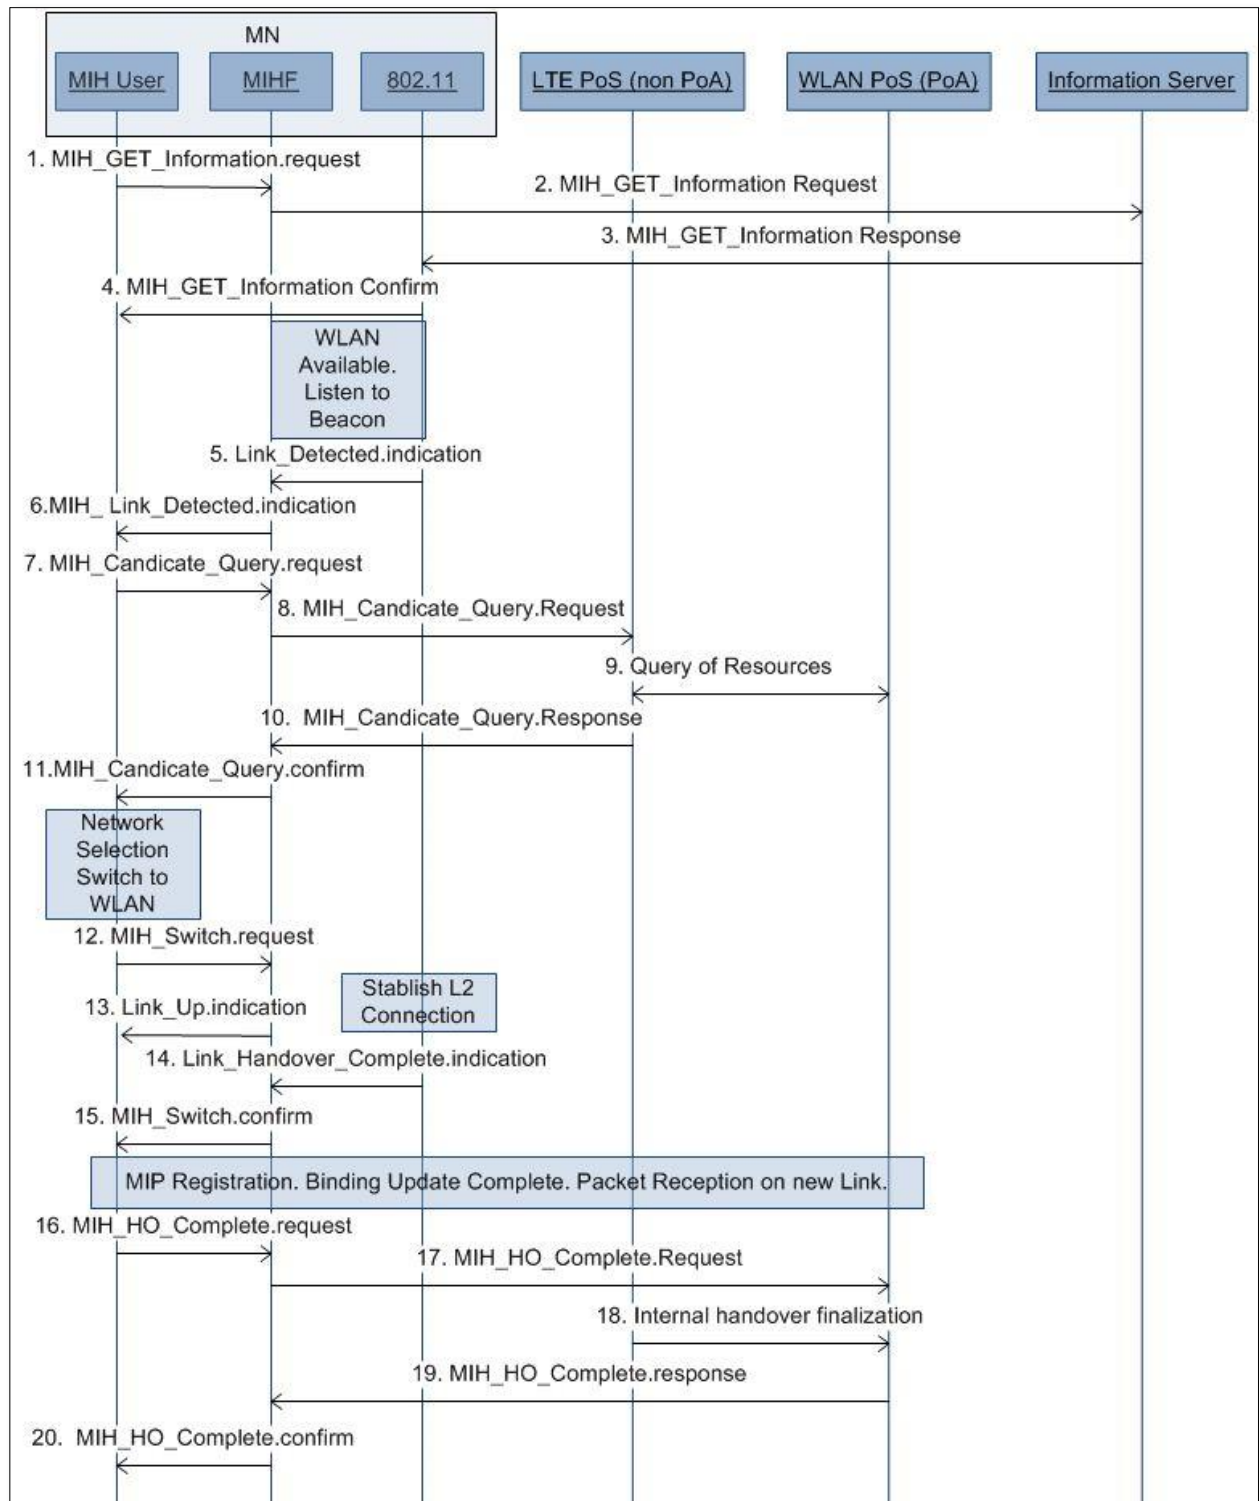 MN
MIH User
MIHF
802.11
LTE PoS (non PoA)
WLAN PoS (PoA)
Information Server
1. MIH_GET_Information.request
2. MIH_GET_Information Request
3. MIH_GET_Information Response
4. MIH_GET_Information Confirm
WLAN
Available.
Listen to
Beacon
5. Link_Detected.indication
6.MIH_ Link_Detected.indication
7. MIH_Candicate_Query.request
8. MIH_Candicate_Query.Request
9. Query of Resources
10.  MIH_Candicate_Query.Response
11.MIH_Candicate_Query.confirm
Network
Selection
Switch to
WLAN
12. MIH_Switch.request
Stablish L2
Connection
13. Link_Up.indication
14. Link_Handover_Complete.indication
15. MIH_Switch.confirm
MIP Registration. Binding Update Complete. Packet Reception on new Link.
16. MIH_HO_Complete.request
17. MIH_HO_Complete.Request
18. Internal handover finalization
19. MIH_HO_Complete.response
20.  MIH_HO_Complete.confirm